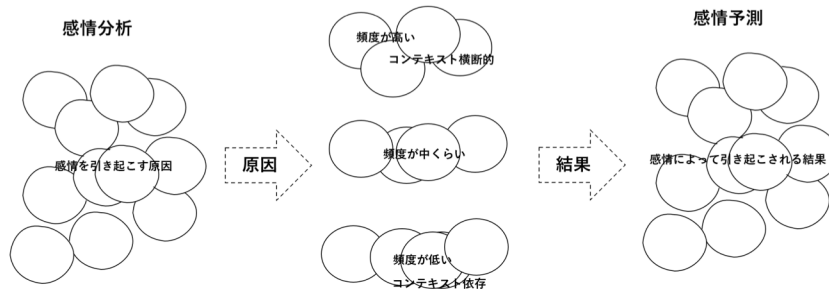 感情分析
感情を引き起こす原因
原因
頻度が高い
コンテキスト横断的
頻度が中くらい
頻度が低い
コンテキスト依存
結果
感情予測
感情によって引き起こされる結果